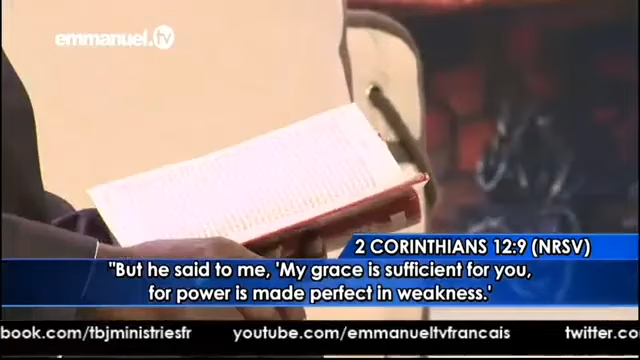 emmanuel.tv
2 CORINTHIANS 12:9 (NRSV)
"But he said to me, 'My grace is sufficient for you,
for power is made perfect in weakness.'
book.com/tbjministriesfr youtube.com/emmanueltvfrancais twitter.co